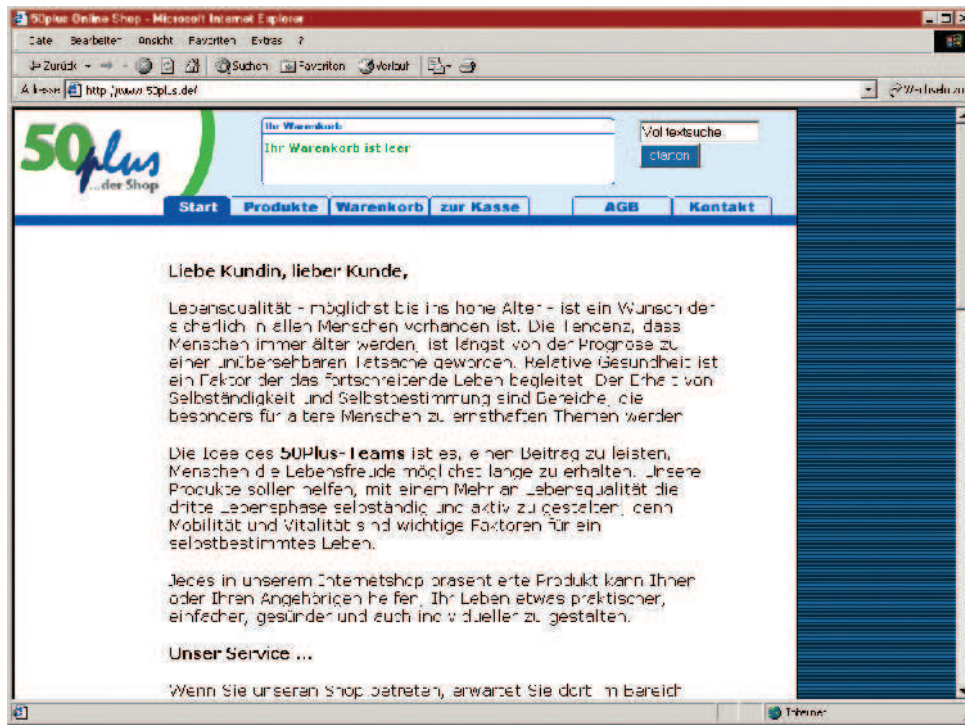 50plus Online Shop - Microsoft Internet Explorer
Datei Bearbeiten Ansicht Favoriten Extras ?
Zurück Suchen Favoriten Verlauf
Adresse http://www.50plus.de/ Wechseln zu
50plus
...der Shop
Ihr Warenkorb
Ihr Warenkorb ist leer
Volltextsuche
starten
Start Produkte Warenkorb zur Kasse AGB Kontakt
Liebe Kundin, lieber Kunde,
Lebensqualität - möglichst bis ins hohe Alter - ist ein Wunsch der
sicherlich in allen Menschen vorhanden ist. Die Tendenz, dass
Menschen immer älter werden, ist längst von der Prognose zu
einer unübersehbaren Tatsache geworden. Relative Gesundheit ist
ein Faktor der das fortschreitende Leben begleitet. Der Erhalt von
Selbständigkeit und Selbstbestimmung sind Bereiche, die
besonders für ältere Menschen zu ernsthaften Themen werden
Die Idee des 50Plus-Teams ist es, einen Beitrag zu leisten,
Menschen die Lebensfreude möglichst lange zu erhalten. Unsere
Produkte sollen helfen, mit einem Mehr an Lebensqualität die
dritte Lebensphase selbständig und aktiv zu gestalten, denn
Mobilität und Vitalität sind wichtige Faktoren für ein
selbstbestimmtes Leben.
Jedes in unserem Internetshop präsentierte Produkt kann Ihnen
oder Ihren Angehörigen helfen, Ihr Leben etwas praktischer,
einfacher, gesünder und auch individueller zu gestalten.
Unser Service ...
Wenn Sie unseren Shop betreten, erwartet Sie dort im Bereich
Internet